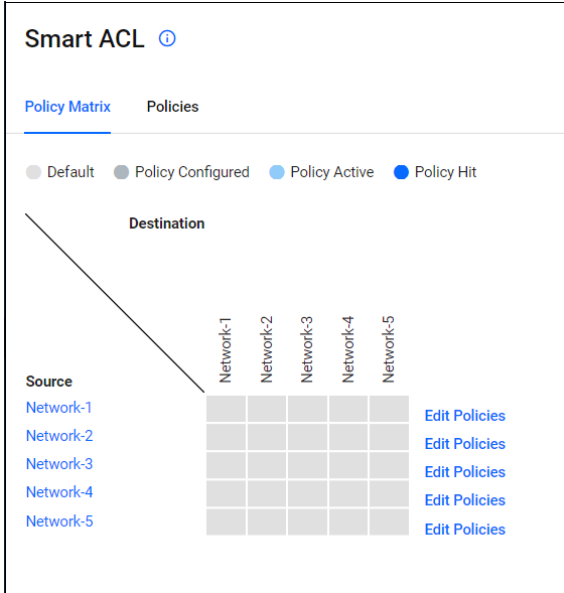 Smart ACL
Policy Matrix Policies
Default Policy Configured Policy Active Policy Hit
Destination
Network-1 Network-2 Network-3 Network-4 Network-5
Source
Network-1 Edit Policies
Network-2 Edit Policies
Network-3 Edit Policies
Network-4 Edit Policies
Network-5 Edit Policies